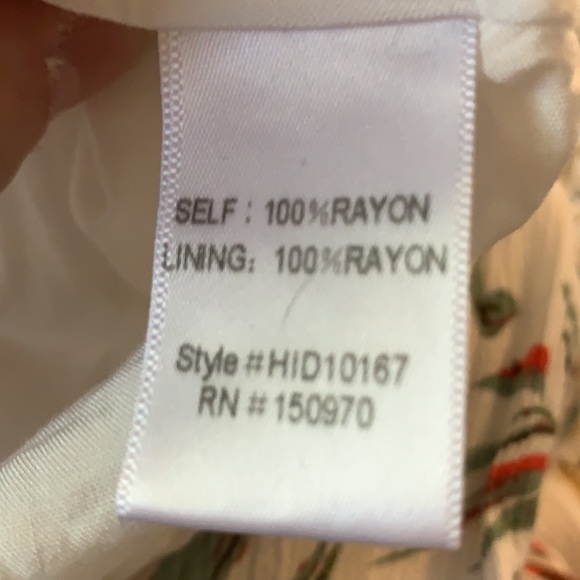 SELF : 100%RAYON
LINING: 100%RAYON
Style #HID10167
RN # 150970